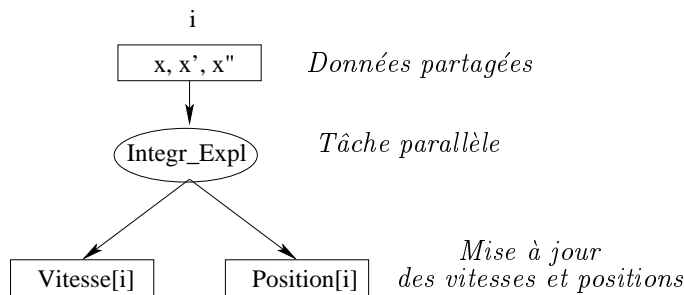 i
x, x', x" Données partagées
Integr_Expl Tâche parallèle
Mise à jour
Vitesse[i] Position[i] des vitesses et positions